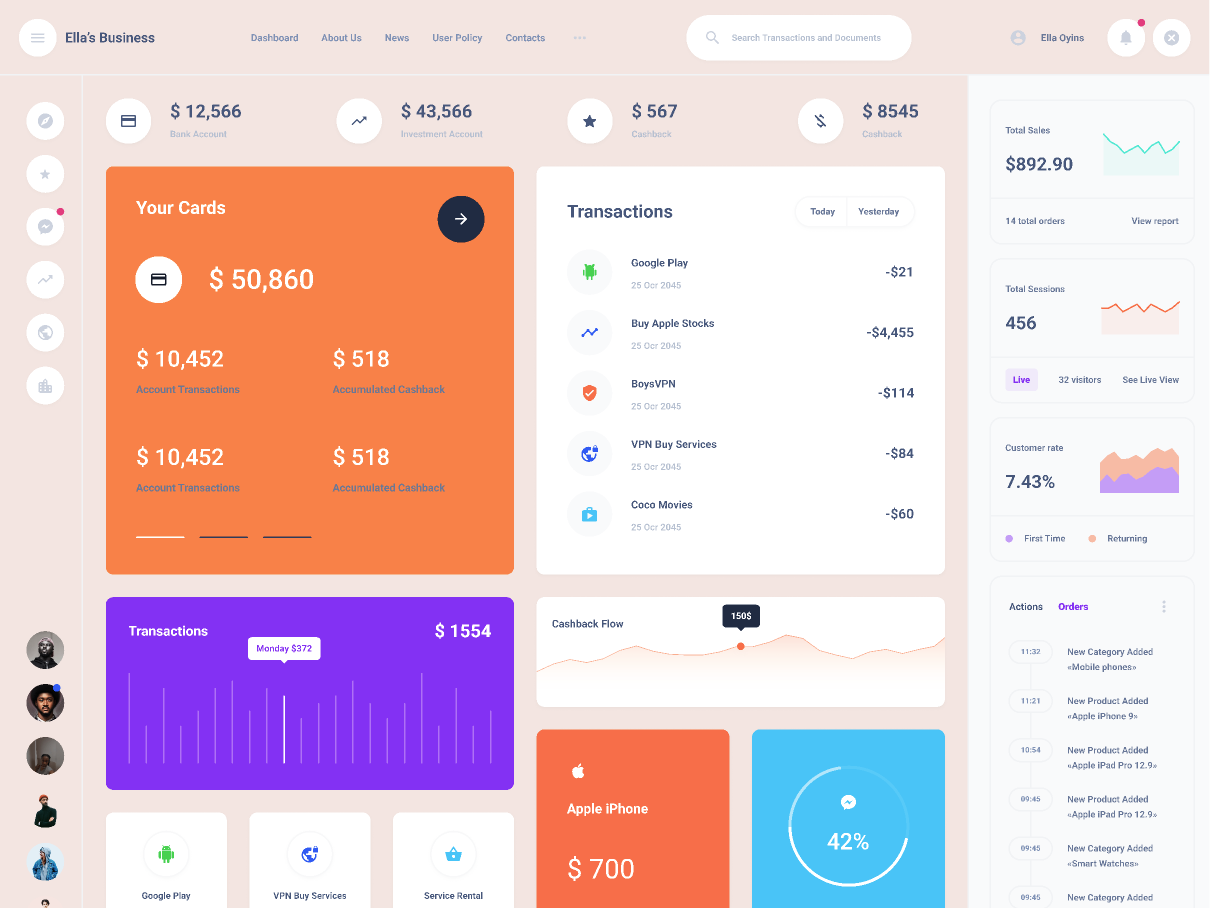 Ella's Business
Dashboard
About Us
News
User Policy
Contacts
Search Transactions and Documents
Ella Oyins
$ 12,566
Bank Account
$ 43,566
Investment Account
$ 567
Cashback
$ 8545
Cashback
Your Cards
$ 50,860
$ 10,452
Account Transactions
$ 518
Accumulated Cashback
$ 10,452
Account Transactions
$ 518
Accumulated Cashback
Transactions
Today
Yesterday
Google Play
25 Ocr 2045
-$21
Buy Apple Stocks
25 Ocr 2045
-$4,455
BoysVPN
25 Ocr 2045
-$114
VPN Buy Services
25 Ocr 2045
-$84
Coco Movies
25 Ocr 2045
-$60
Transactions
$ 1554
Monday $372
Cashback Flow
150$
Google Play
VPN Buy Services
Service Rental
Apple iPhone
$ 700
42%
Total Sales
$892.90
14 total orders
View report
Total Sessions
456
Live
32 visitors
See Live View
Customer rate
7.43%
First Time
Returning
Actions
Orders
11:32
New Category Added
«Mobile phones»
11:21
New Product Added
«Apple iPhone 9»
10:54
New Product Added
«Apple iPad Pro 12.9»
09:45
New Product Added
«Apple iPad Pro 12.9»
09:45
New Category Added
«Smart Watches»
09:45
New Category Added